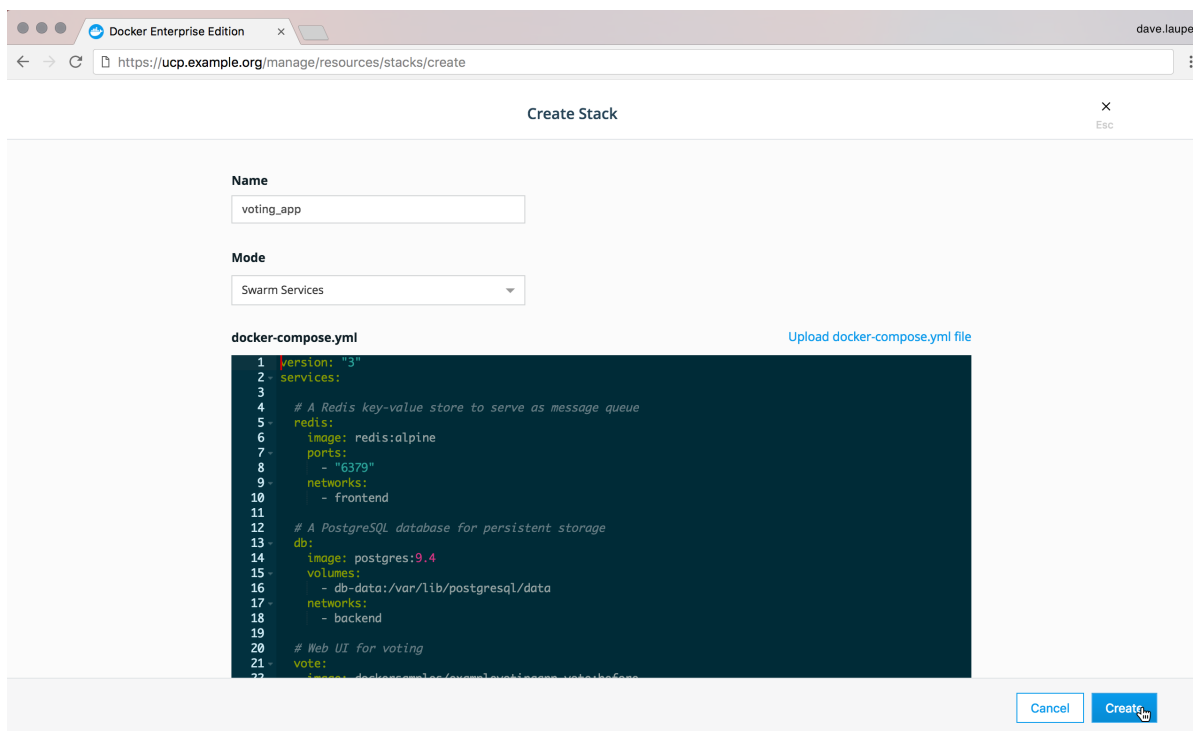 Docker Enterprise Edition
dave.laupe
https://ucp.example.org/manage/resources/stacks/create
Create Stack
Esc
Name
voting_app
Mode
Swarm Services
docker-compose.yml Upload docker-compose.yml file
1 version: "3"
2 services:
3
4 # A Redis key-value store to serve as message queue
5 redis:
6 image: redis:alpine
7 ports:
8 - "6379"
9 networks:
10 - frontend
11
12 # A PostgreSQL database for persistent storage
13 db:
14 image: postgres:9.4
15 volumes:
16 - db-data:/var/lib/postgresql/data
17 networks:
18 - backend
19
20 # Web UI for voting
21 vote:
22 image: dockersamples/examplevotingapp_vote:before
Cancel Create